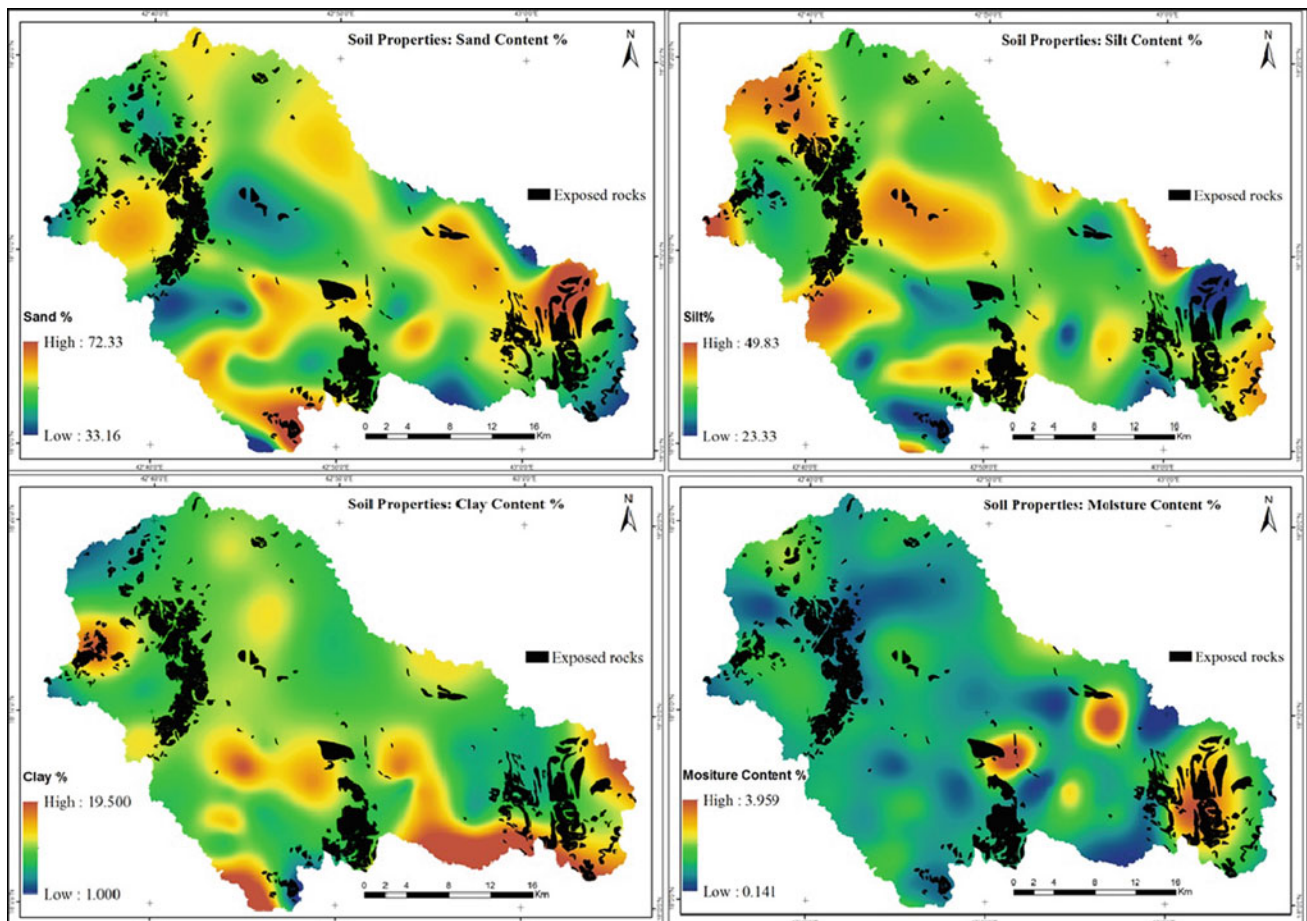 Soil Properties: Sand Content %
N
Exposed rocks
Sand %
High : 72.33
Low : 33.16
0 2 4 8 12 16
Km
Soil Properties: Silt Content %
N
Exposed rocks
Silt%
High : 49.83
Low : 23.33
0 2 4 8 12 16
Km
Soil Properties: Clay Content %
N
Exposed rocks
Clay %
High : 19.500
Low : 1.000
0 2 4 8 12 16
Km
Soil Properties: Moisture Content %
N
Exposed rocks
Mositure Content %
High : 3.959
Low : 0.141
0 2 4 8 12 16
Km